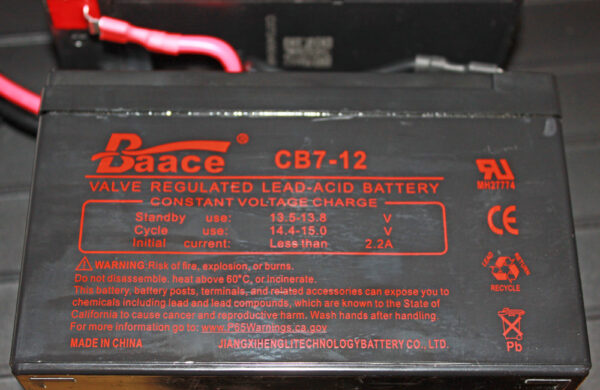 Baace® CB7-12
VALVE REGULATED LEAD-ACID BATTERY
CONSTANT VOLTAGE CHARGE
Standby use: 13.5-13.8 V
Cycle use: 14.4-15.0 V
Initial current: Less than 2.2A
WARNING: Risk of fire, explosion, or burns.
Do not disassemble, heat above 60°C, or incinerate.
This battery, battery posts, terminals, and related accessories can expose you to
chemicals including lead and lead compounds, which are known to the State of
California to cause cancer and reproductive harm. Wash hands after handling.
For more information go to: www.P65Warnings.ca.gov
MADE IN CHINA JIANGXIHENGLITECHNOLOGYBATTERY CO., LTD.
MH27774
CE
LEAD RETURN
RECYCLE
Pb